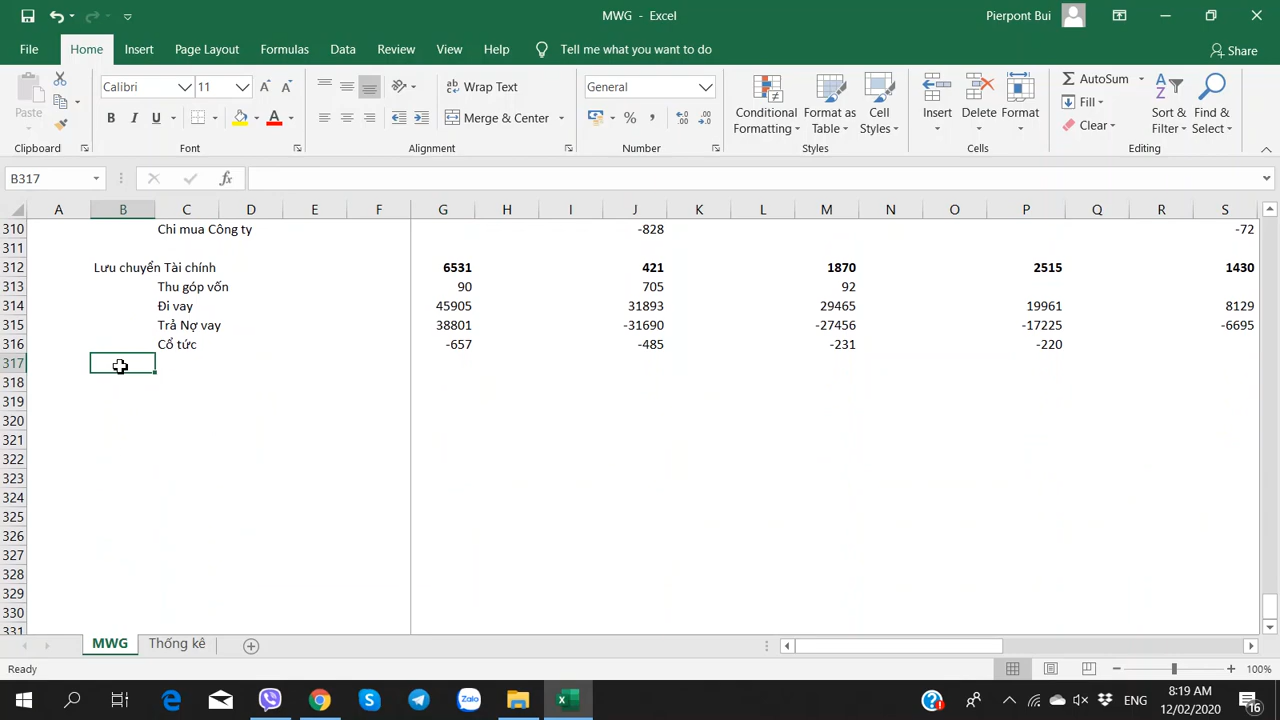 MWG - Excel
Pierpont Bui
File Home Insert Page Layout Formulas Data Review View Help Tell me what you want to do Share
Paste
Calibri 11
B I U A
Wrap Text
Merge & Center
General
% ,
Conditional Formatting
Format as Table
Cell Styles
Insert
Delete
Format
AutoSum
Fill
Clear
Sort & Filter
Find & Select
Clipboard Font Alignment Number Styles Cells Editing
B317 fx
A B C D E F G H I J K L M N O P Q R S
310 Chi mua Công ty -828 -72
311
312 Lưu chuyển Tài chính 6531 421 1870 2515 1430
313 Thu góp vốn 90 705 92
314 Đi vay 45905 31893 29465 19961 8129
315 Trả Nợ vay 38801 -31690 -27456 -17225 -6695
316 Cổ tức -657 -485 -231 -220
317
318
319
320
321
322
323
324
325
326
327
328
329
330
331
MWG Thống kê
Ready 100%
Zalo
ENG
8:19 AM
12/02/2020
16